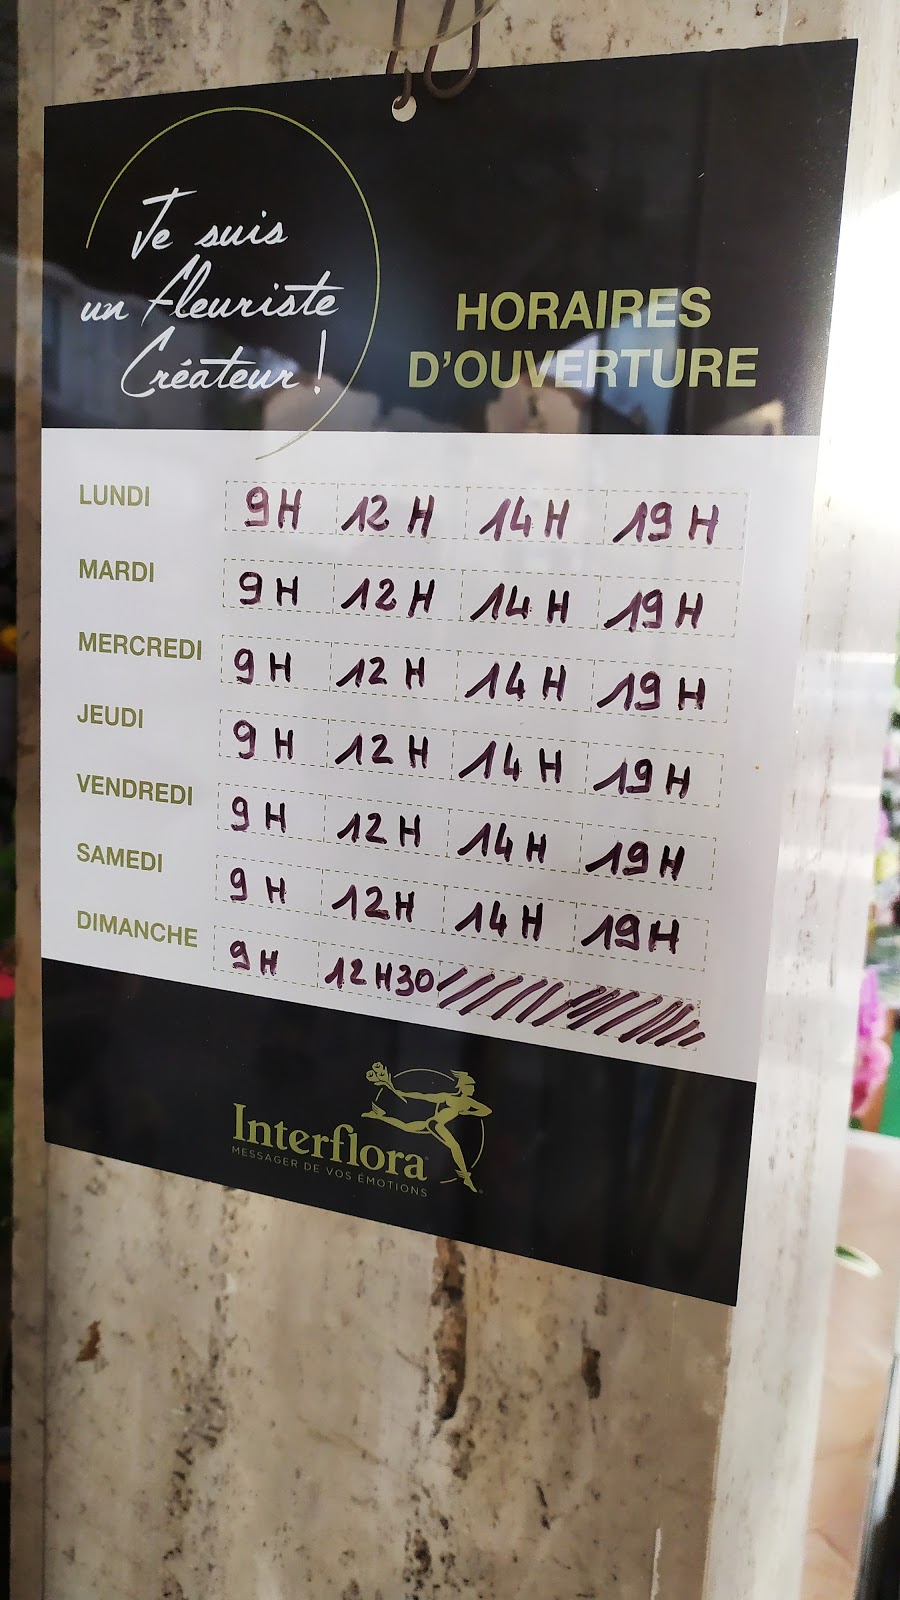 Je suis
un fleuriste
Créateur !
HORAIRES
D'OUVERTURE
LUNDI 9H 12H 14H 19H
MARDI 9H 12H 14H 19H
MERCREDI 9H 12H 14H 19H
JEUDI 9H 12H 14H 19H
VENDREDI 9H 12H 14H 19H
SAMEDI 9H 12H 14H 19H
DIMANCHE 9H 12H30
Interflora
MESSAGER DE VOS ÉMOTIONS